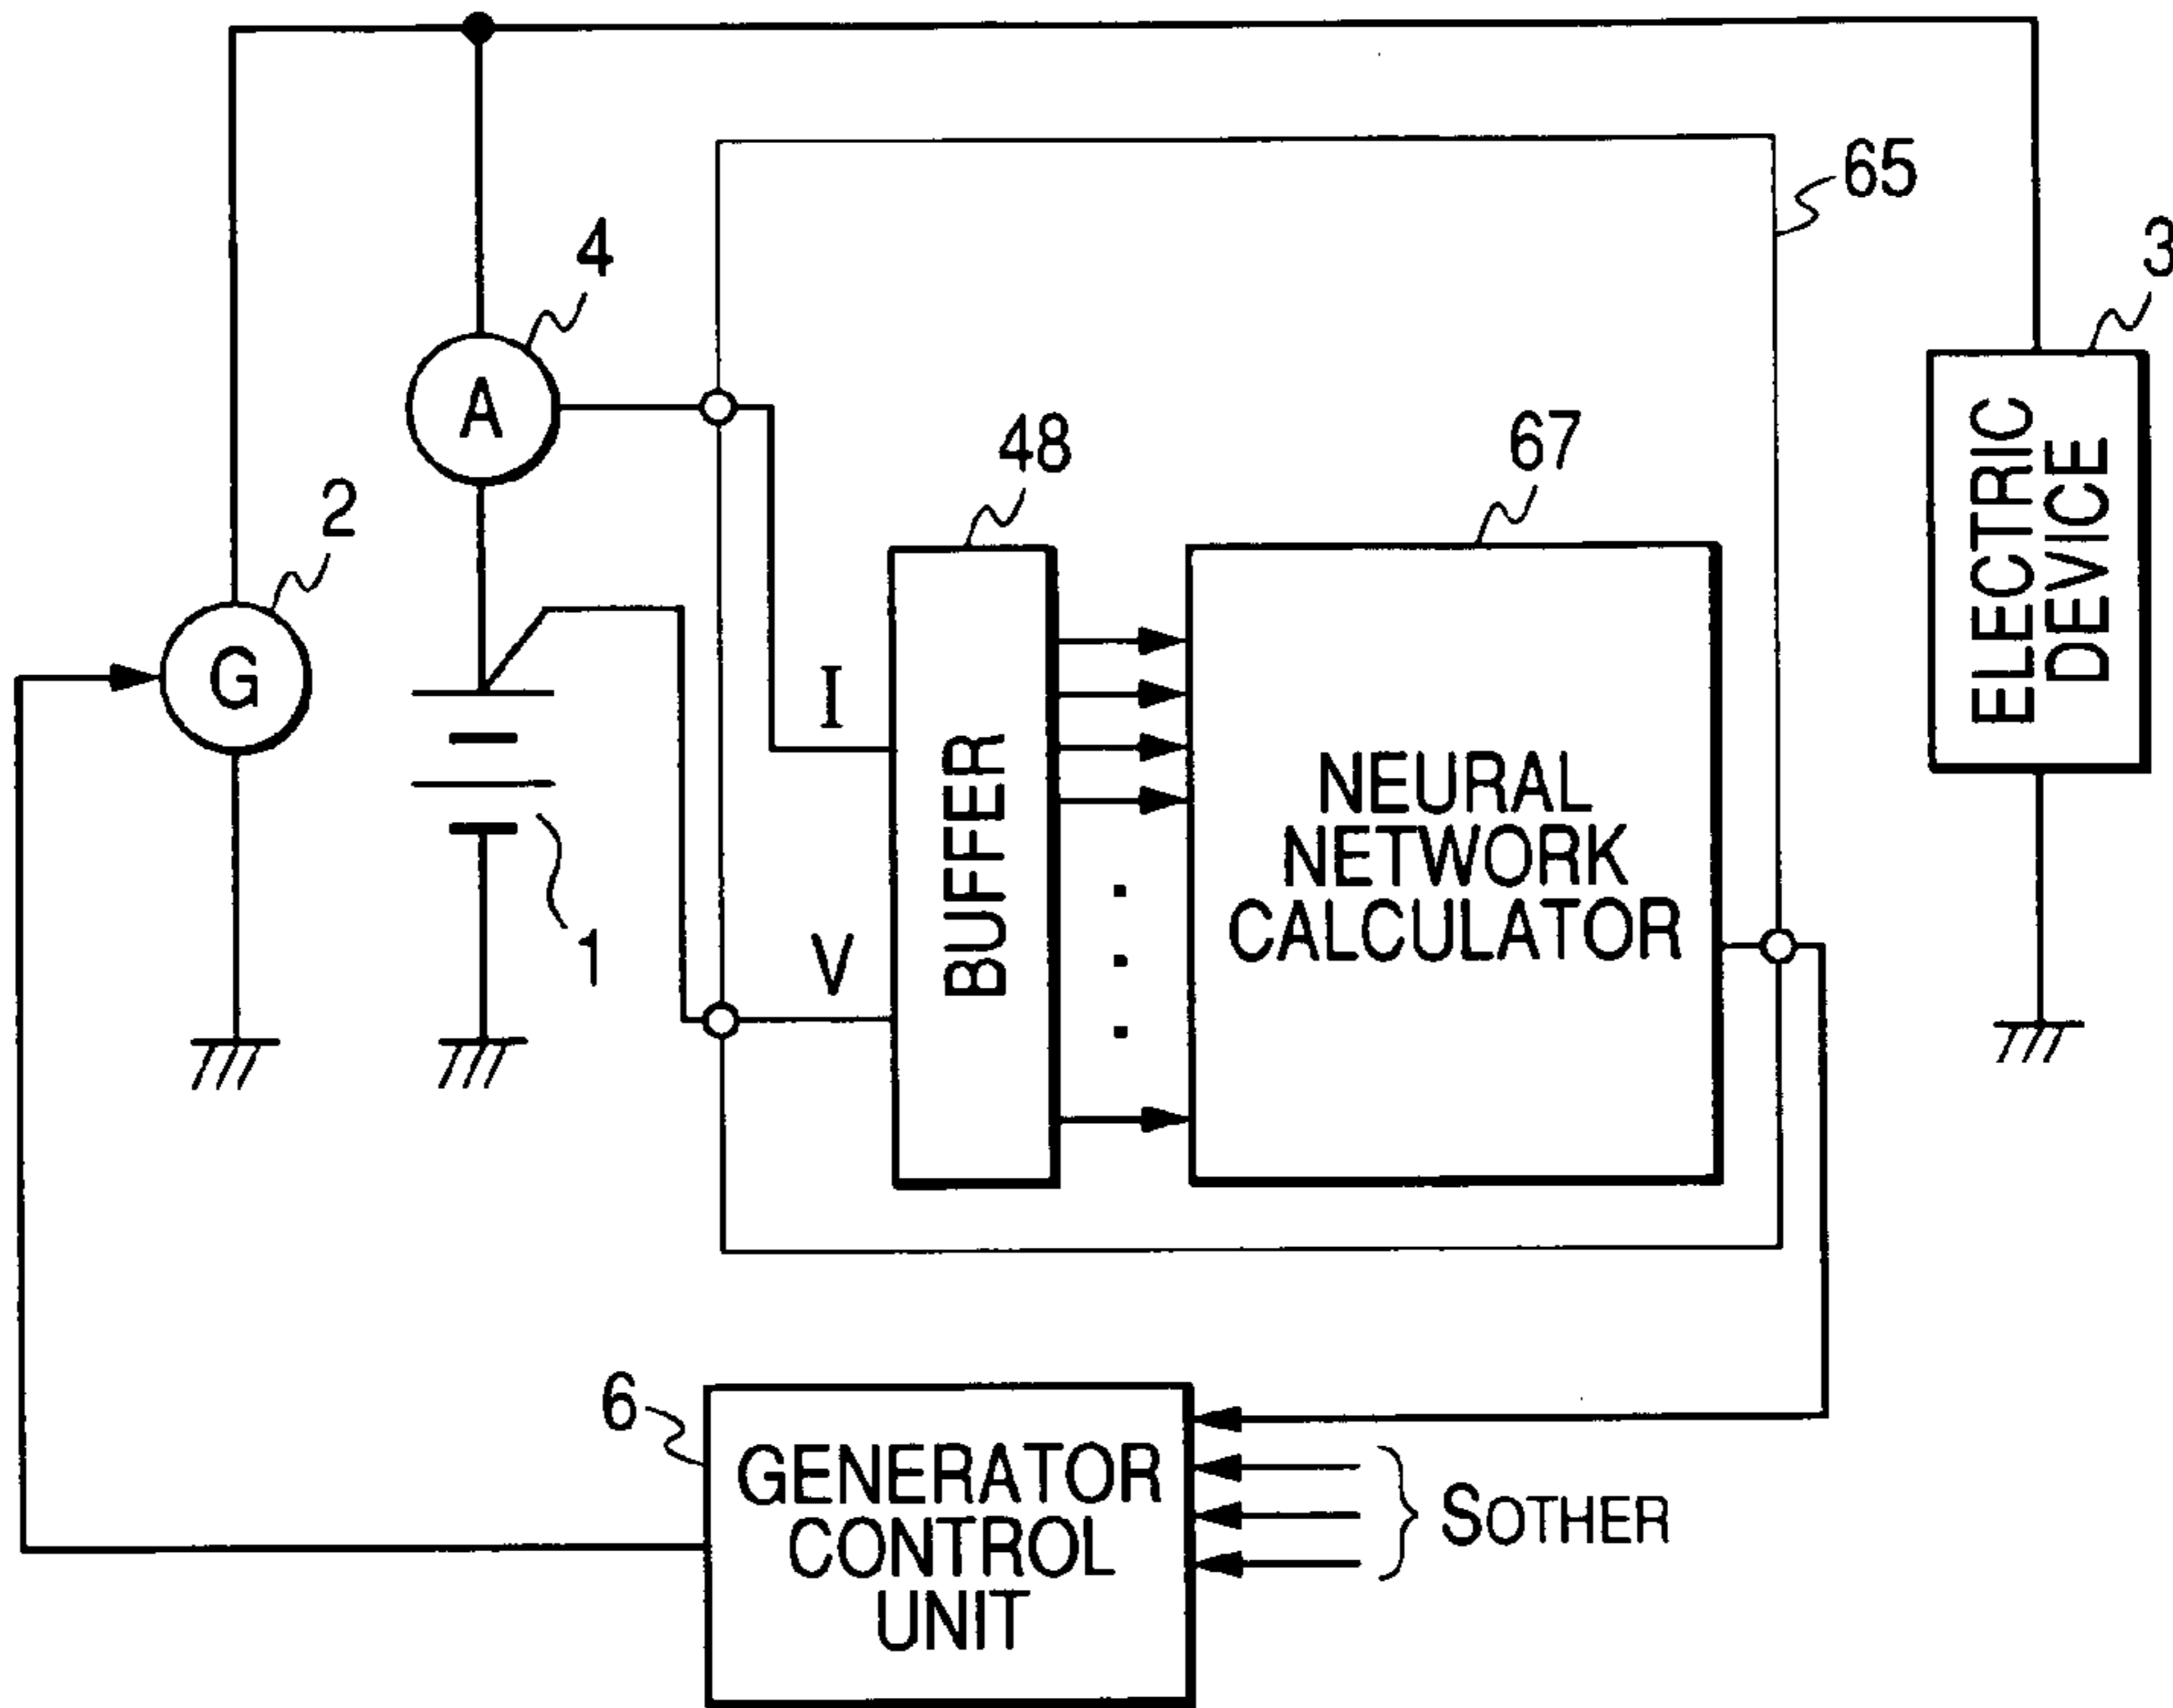 65
3
4
A
48
67
2
G
ELECTRIC
DEVICE
I
BUFFER
NEURAL
NETWORK
CALCULATOR
V
1
6
GENERATOR
CONTROL
UNIT
SOTHER